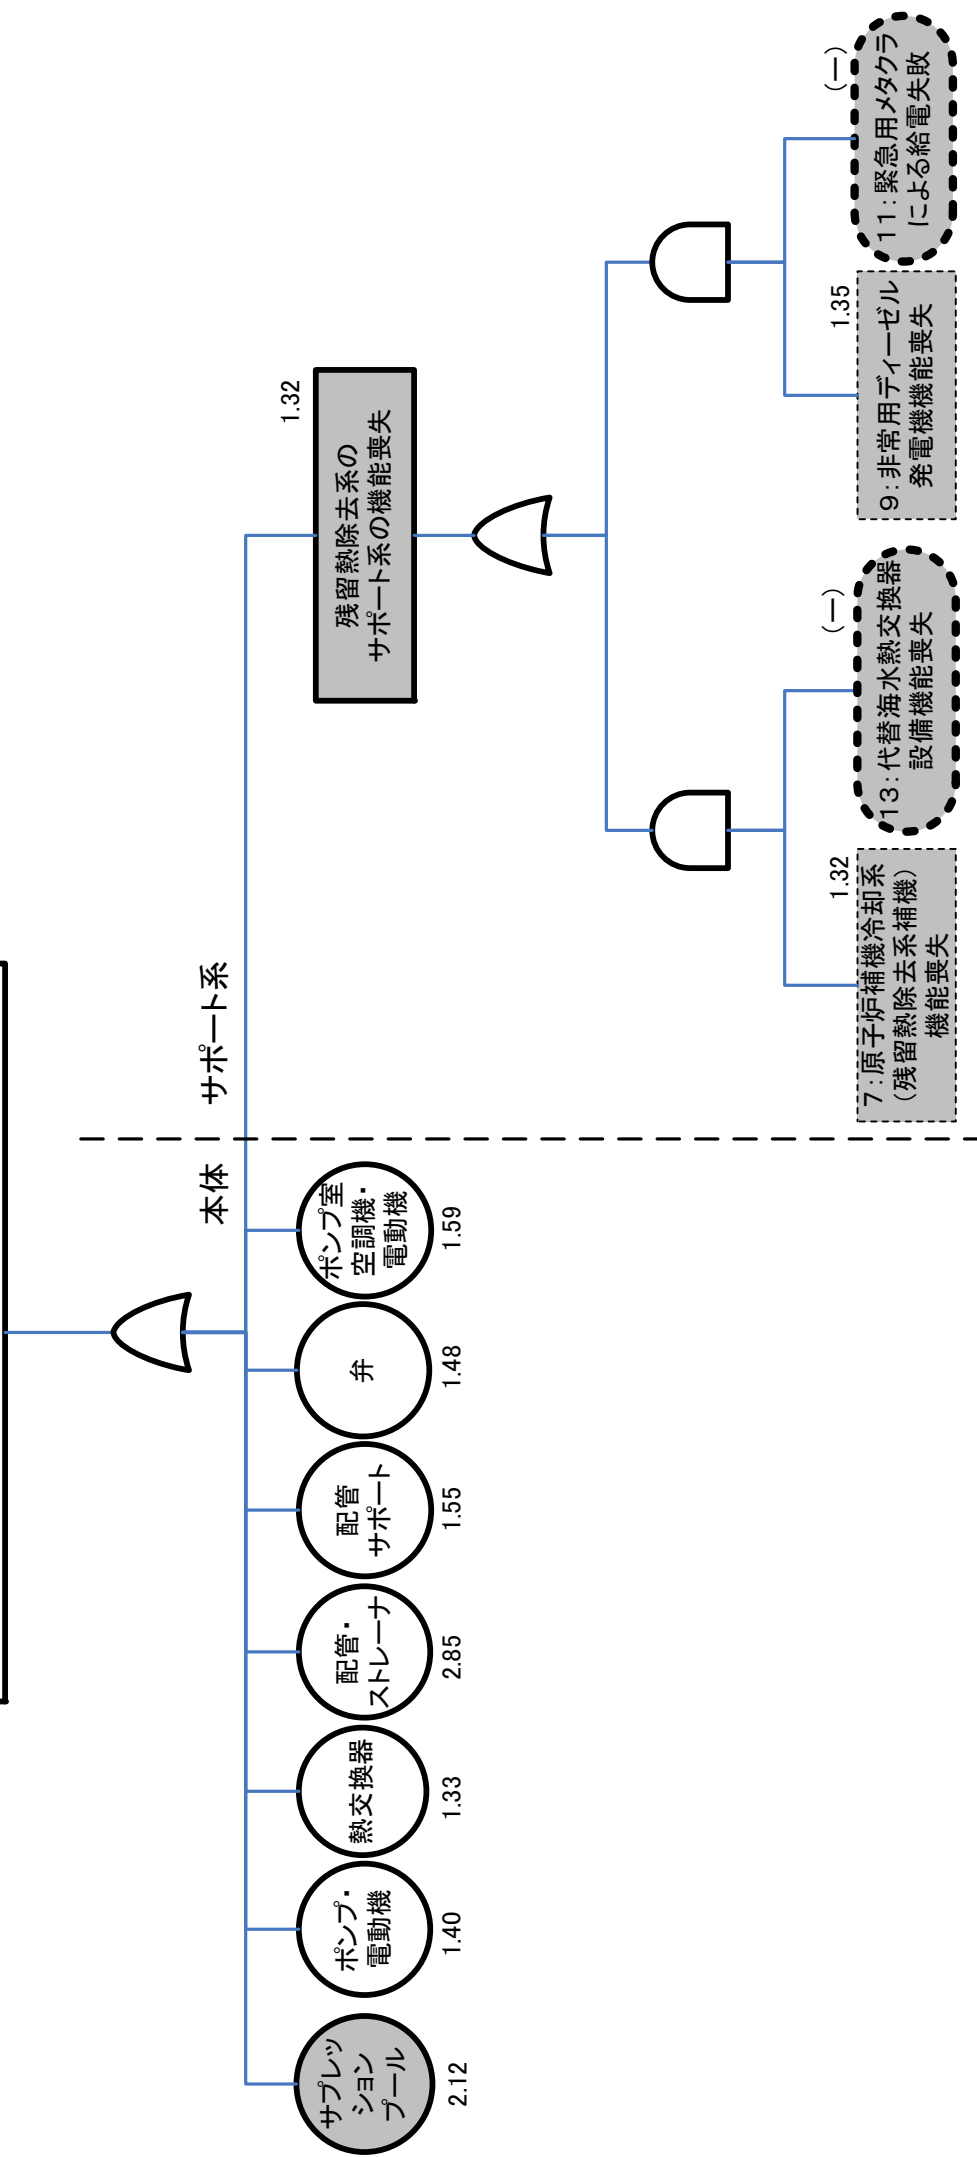 本体
サポート系
サプレッ
ション
プール
2.12
ポンプ・
電動機
1.40
熱交換器
1.33
配管・
ストレーナ
2.85
配管
サポート
1.55
弁
1.48
ポンプ室
空調機・
電動機
1.59
1.32
残留熱除去系の
サポート系の機能喪失
1.32
7:原子炉補機冷却系
(残留熱除去系補機)
機能喪失
(―)
13:代替海水熱交換器
設備機能喪失
1.35
9:非常用ディーゼル
発電機機能喪失
(―)
11:緊急用メタクラ
による給電失敗